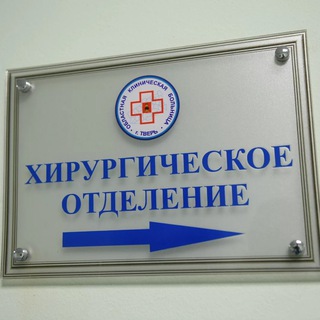 ОБЛАСТНАЯ КЛИНИЧЕСКАЯ БОЛЬНИЦА
• г. ТВЕРЬ •
ХИРУРГИЧЕСКОЕ
ОТДЕЛЕНИЕ